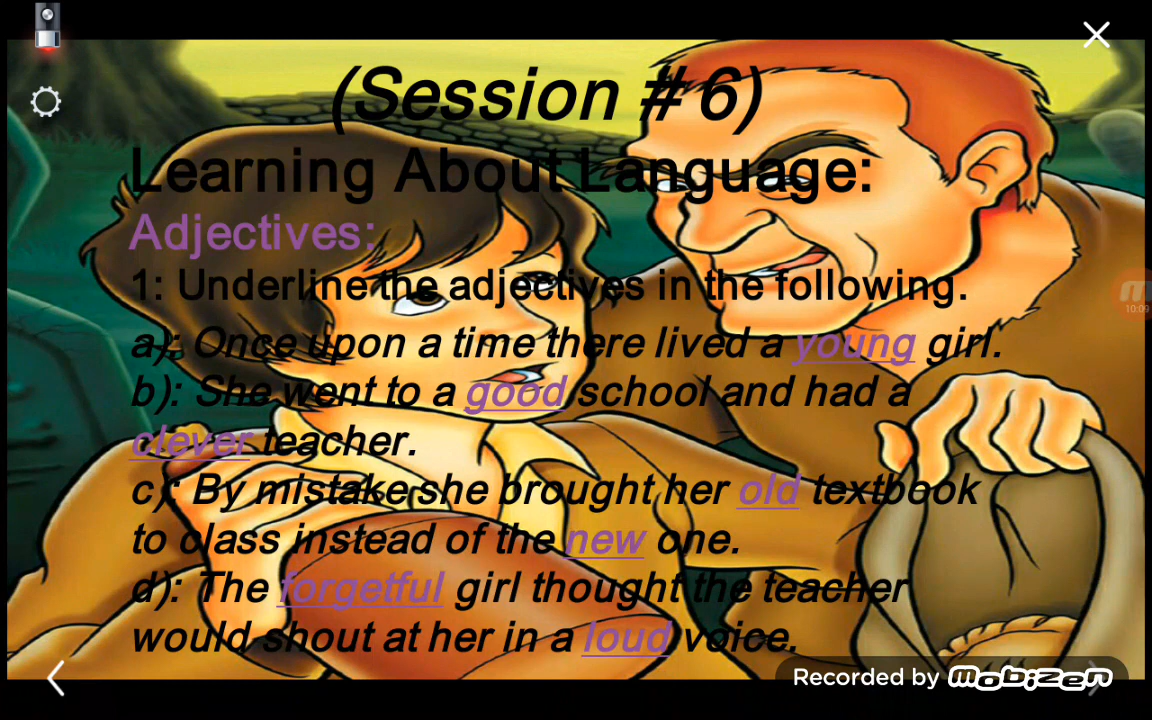 (Session # 6)
Learning About Language:
Adjectives:
1: Underline the adjectives in the following.
a): Once upon a time there lived a young girl.
b): She went to a good school and had a
clever teacher.
c): By mistake she brought her old textbook
to class instead of the new one.
d): The forgetful girl thought the teacher
would shout at her in a loud voice.
10:09
Recorded by mobizen